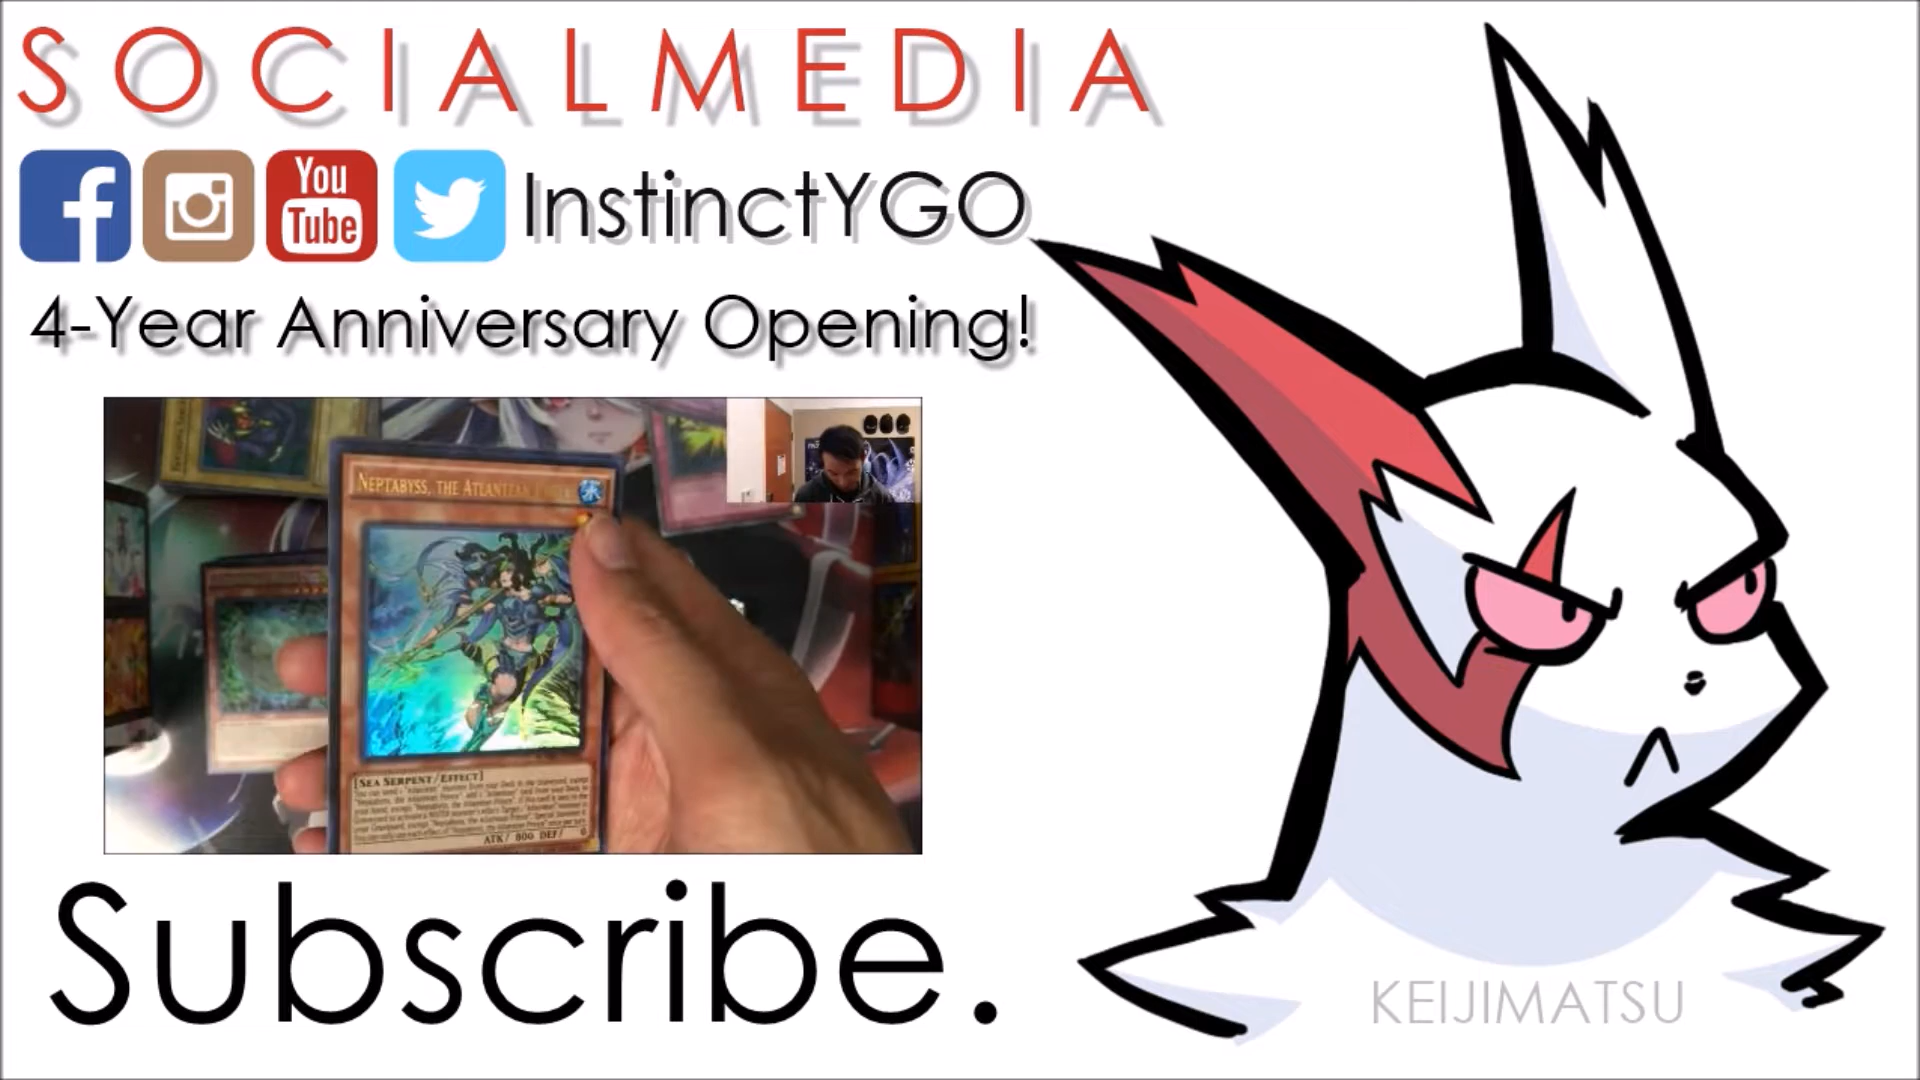 SOCIALMEDIA
You
Tube
InstinctYGO
4-Year Anniversary Opening!
NEPTABYSS, THE ATLANTEAN
[SEA SERPENT/EFFECT]
ATK/ 800 DEF/ 0
Subscribe.
KEIJIMATSU